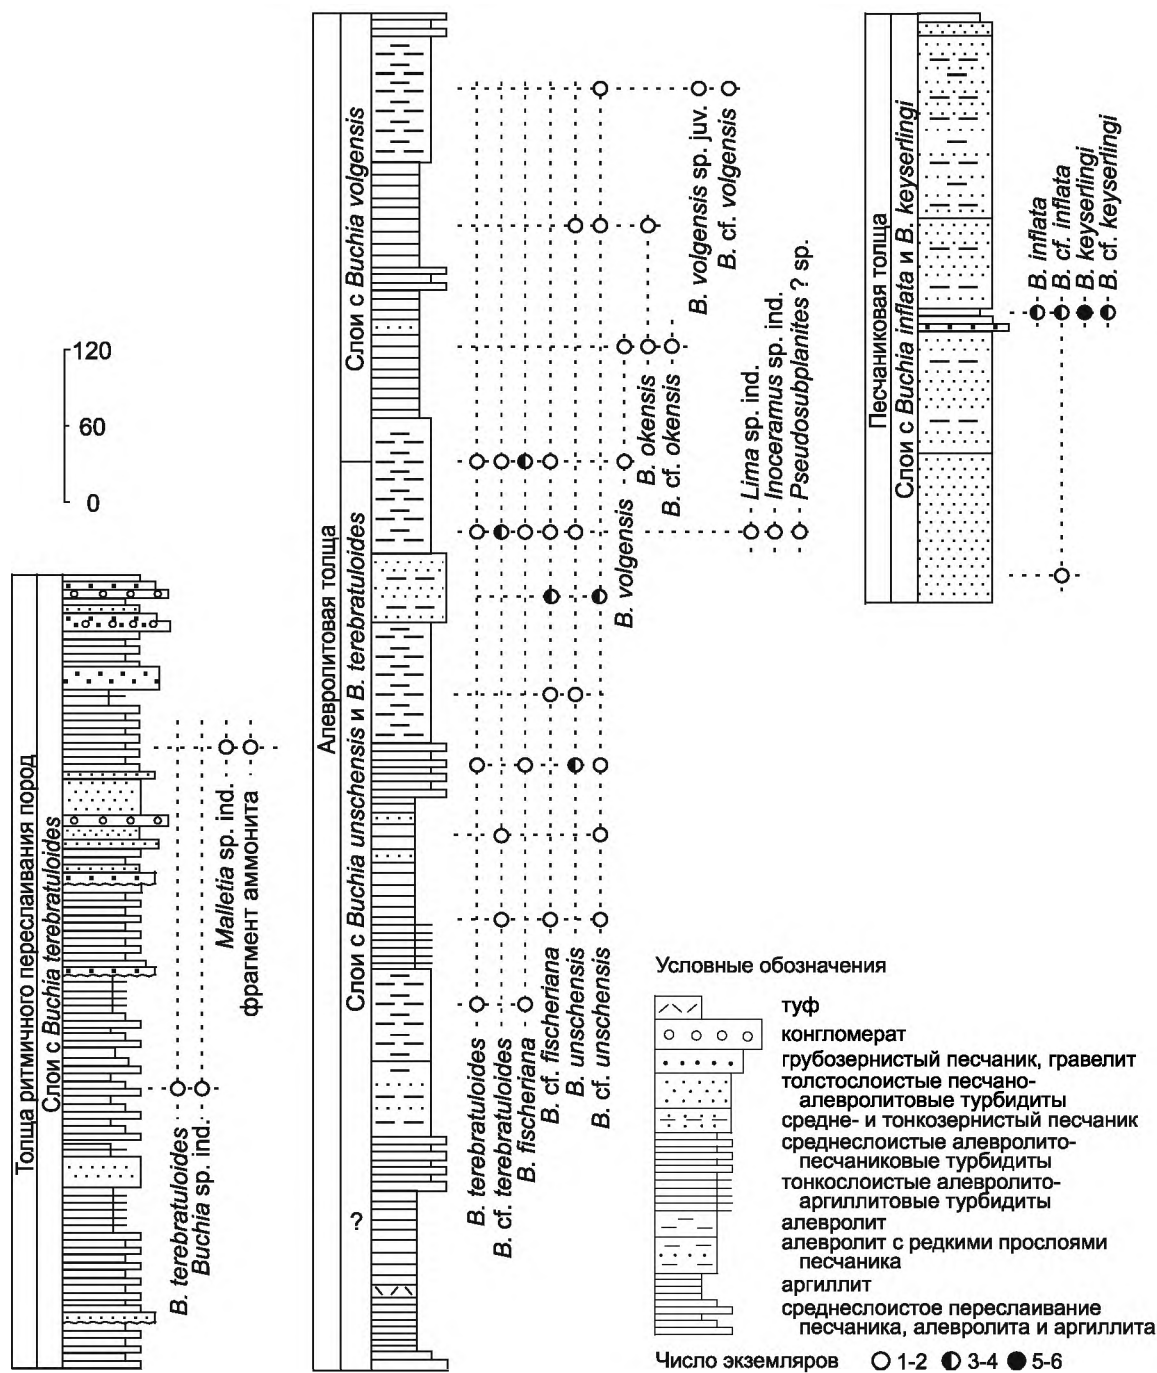 120
60
0
Толща ритмичного переслаивания пород
Слои с Buchia terebratuloides
B. terebratuloides
Buchia sp. ind.
Malletia sp. ind.
фрагмент аммонита
Алевролитовая толща
Слои с Buchia volgensis
Слои с Buchia unschensis и B. terebratuloides
?
B. terebratuloides
B. cf. terebratuloides
B. fischeriana
B. cf. fischeriana
B. unschensis
B. cf. unschensis
B. volgensis
B. okensis
B. cf. okensis
B. volgensis sp. juv.
B. cf. volgensis
Lima sp. ind.
Inoceramus sp. ind.
Pseudosubplanites ? sp.
Песчаниковая толща
Слои с Buchia inflata и B. keyserlingi
B. inflata
B. cf. inflata
B. keyserlingi
B. cf. keyserlingi
Условные обозначения
туф
конгломерат
грубозернистый песчаник, гравелит
толстослоистые песчано-
алевролитовые турбидиты
средне- и тонкозернистый песчаник
среднеслоистые алевролито-
песчаниковые турбидиты
тонкослоистые алевролито-
аргиллитовые турбидиты
алевролит
алевролит с редкими прослоями
песчаника
аргиллит
среднеслоистое переслаивание
песчаника, алевролита и аргиллита
Число экземляров 1-2 3-4 5-6